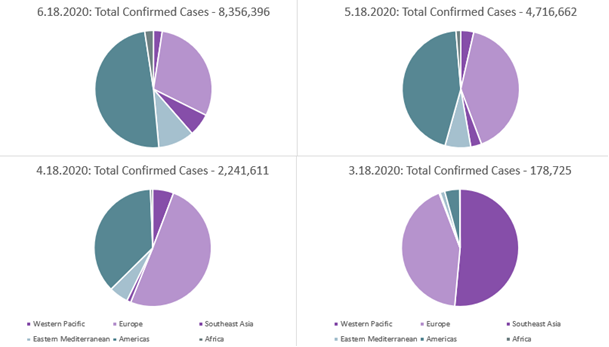 6.18.2020: Total Confirmed Cases - 8,356,396
5.18.2020: Total Confirmed Cases - 4,716,662
4.18.2020: Total Confirmed Cases - 2,241,611
3.18.2020: Total Confirmed Cases - 178,725
Western Pacific Europe Southeast Asia
Eastern Mediterranean Americas Africa
Western Pacific Europe Southeast Asia
Eastern Mediterranean Americas Africa